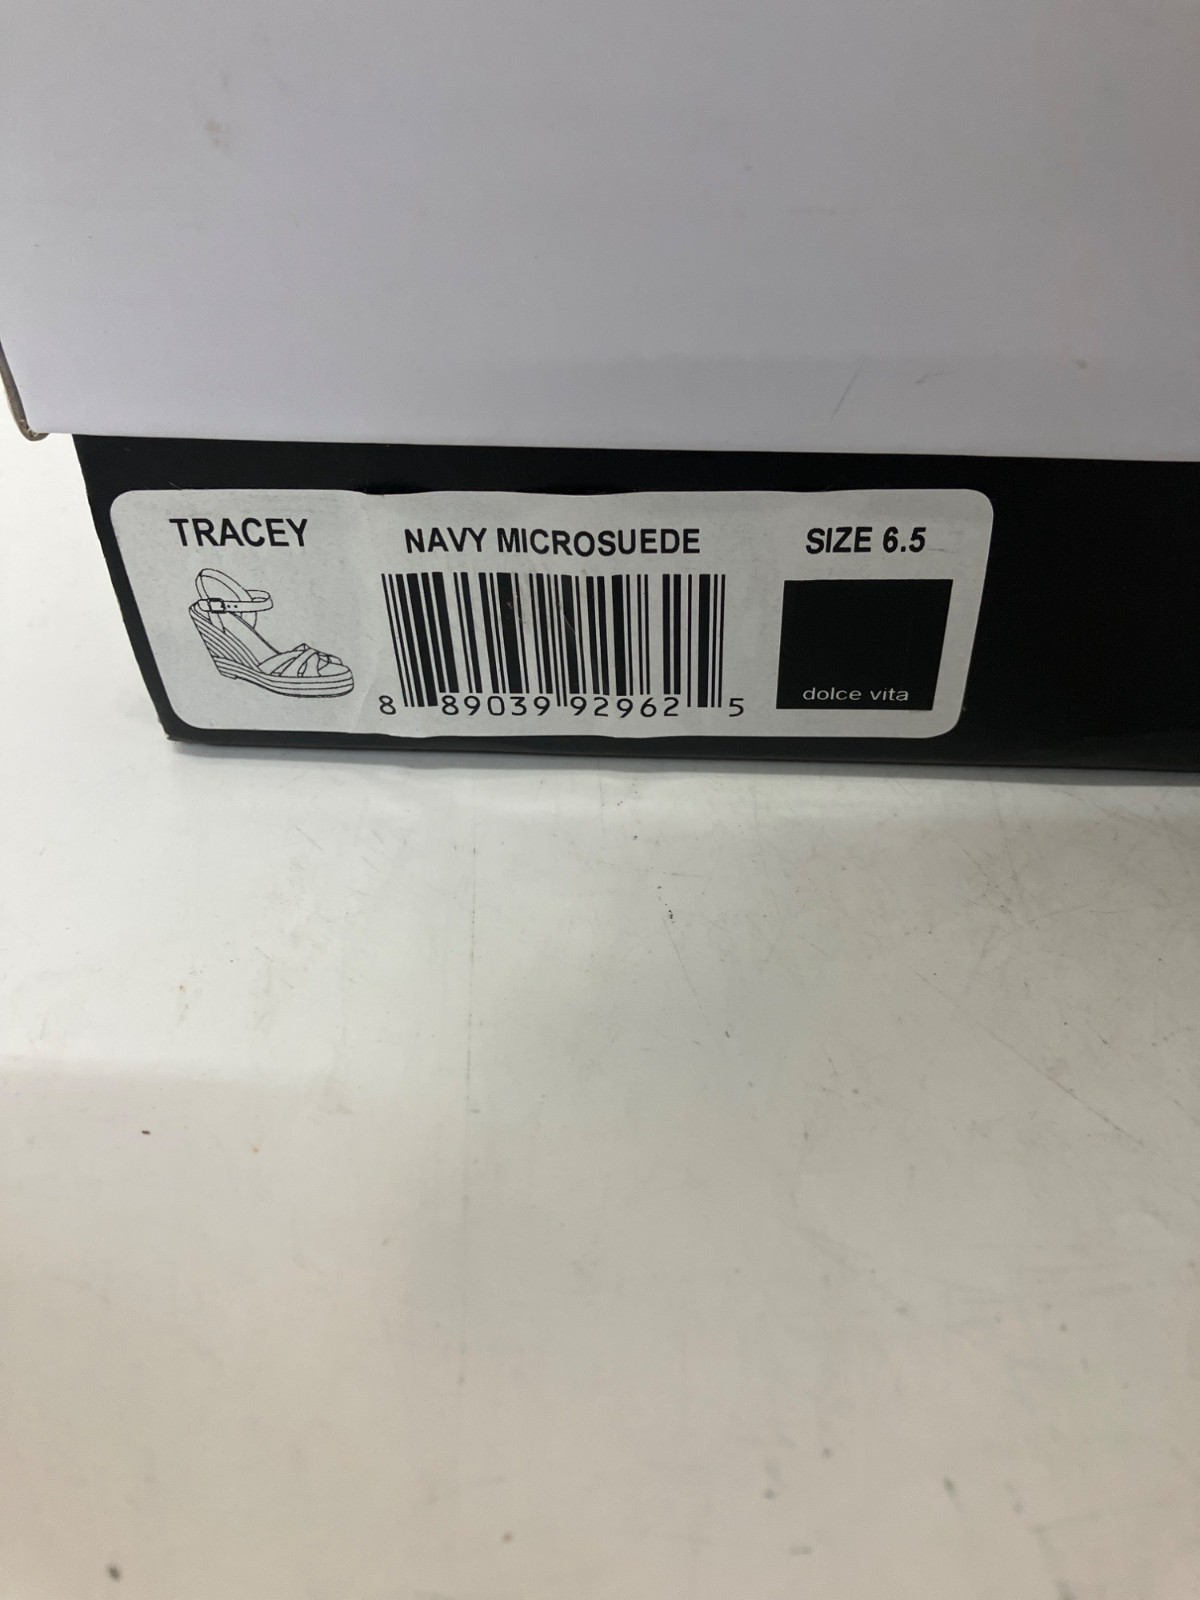 TRACEY
NAVY MICROSUEDE
SIZE 6.5
8 89039 92962 5
dolce vita